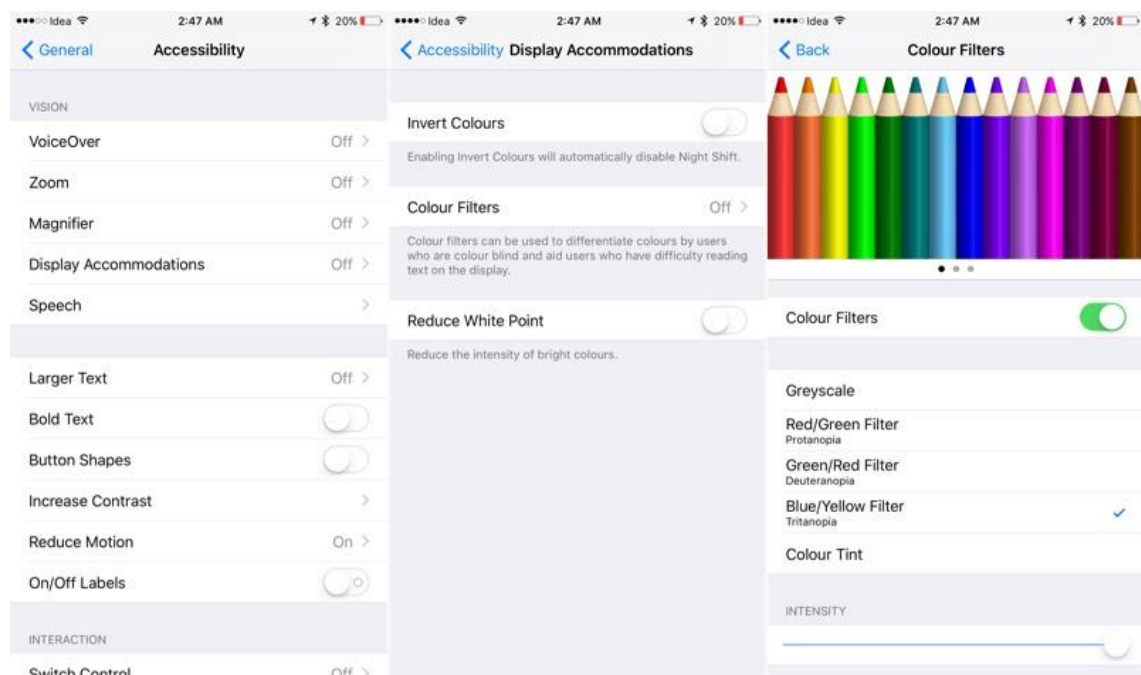 Idea 2:47 AM 20%
General Accessibility
VISION
VoiceOver Off
Zoom Off
Magnifier Off
Display Accommodations Off
Speech
Larger Text Off
Bold Text
Button Shapes
Increase Contrast
Reduce Motion On
On/Off Labels
INTERACTION
Switch Control Off
Idea 2:47 AM 20%
Accessibility Display Accommodations
Invert Colours
Enabling Invert Colours will automatically disable Night Shift.
Colour Filters Off
Colour filters can be used to differentiate colours by users
who are colour blind and aid users who have difficulty reading
text on the display.
Reduce White Point
Reduce the intensity of bright colours.
Idea 2:47 AM 20%
Back Colour Filters
Colour Filters
Greyscale
Red/Green Filter
Protanopia
Green/Red Filter
Deuteranopia
Blue/Yellow Filter
Tritanopia
Colour Tint
INTENSITY